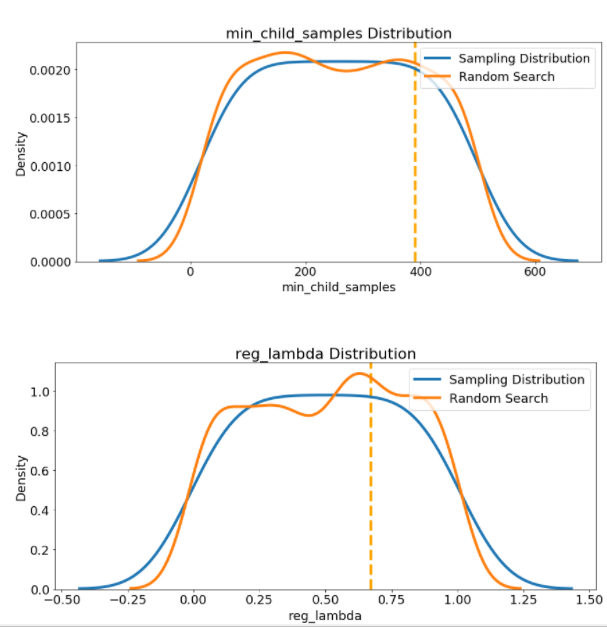 min_child_samples Distribution
Sampling Distribution
Random Search
0.0020
0.0015
0.0010
0.0005
0.0000
Density
0 200 400 600
min_child_samples
reg_lambda Distribution
Sampling Distribution
Random Search
1.0
0.8
0.6
0.4
0.2
0.0
Density
−0.50 −0.25 0.00 0.25 0.50 0.75 1.00 1.25 1.50
reg_lambda